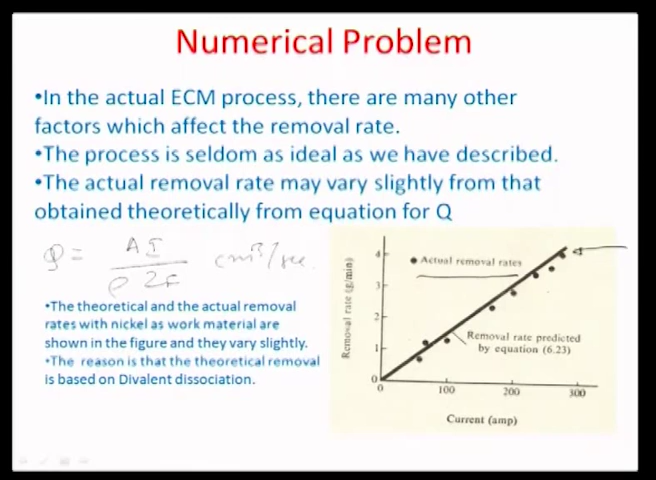 Numerical Problem
•In the actual ECM process, there are many other
factors which affect the removal rate.
•The process is seldom as ideal as we have described.
•The actual removal rate may vary slightly from that
obtained theoretically from equation for Q
Q = AI / ρZF cm³/sec.
•The theoretical and the actual removal
rates with nickel as work material are
shown in the figure and they vary slightly.
•The reason is that the theoretical removal
is based on Divalent dissociation.
Removal rate (g/min)
4
3
2
1
0
Actual removal rates
Removal rate predicted
by equation (6.23)
0 100 200 300
Current (amp)